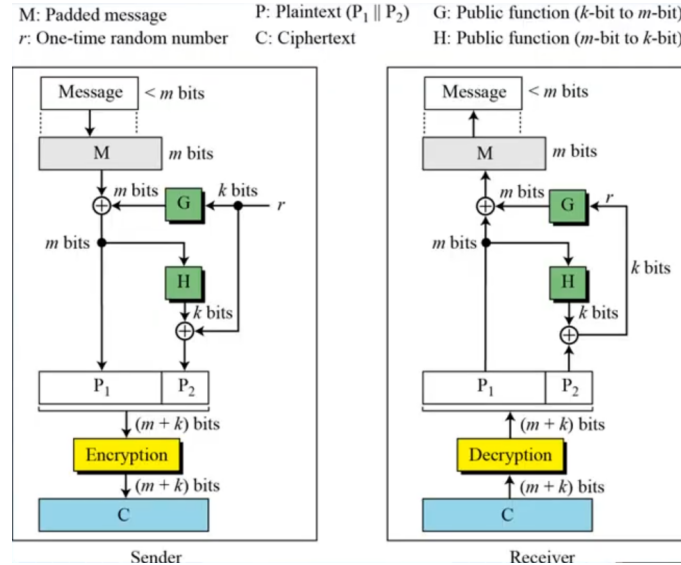 M: Padded message P: Plaintext (P1 || P2) G: Public function (k-bit to m-bit)
r: One-time random number C: Ciphertext H: Public function (m-bit to k-bit)
Message < m bits
M m bits
m bits G k bits r
m bits
H
k bits
P1 P2
(m + k) bits
Encryption
(m + k) bits
C
Sender
Message < m bits
M m bits
m bits G r
m bits
H k bits
k bits
P1 P2
(m + k) bits
Decryption
(m + k) bits
C
Receiver